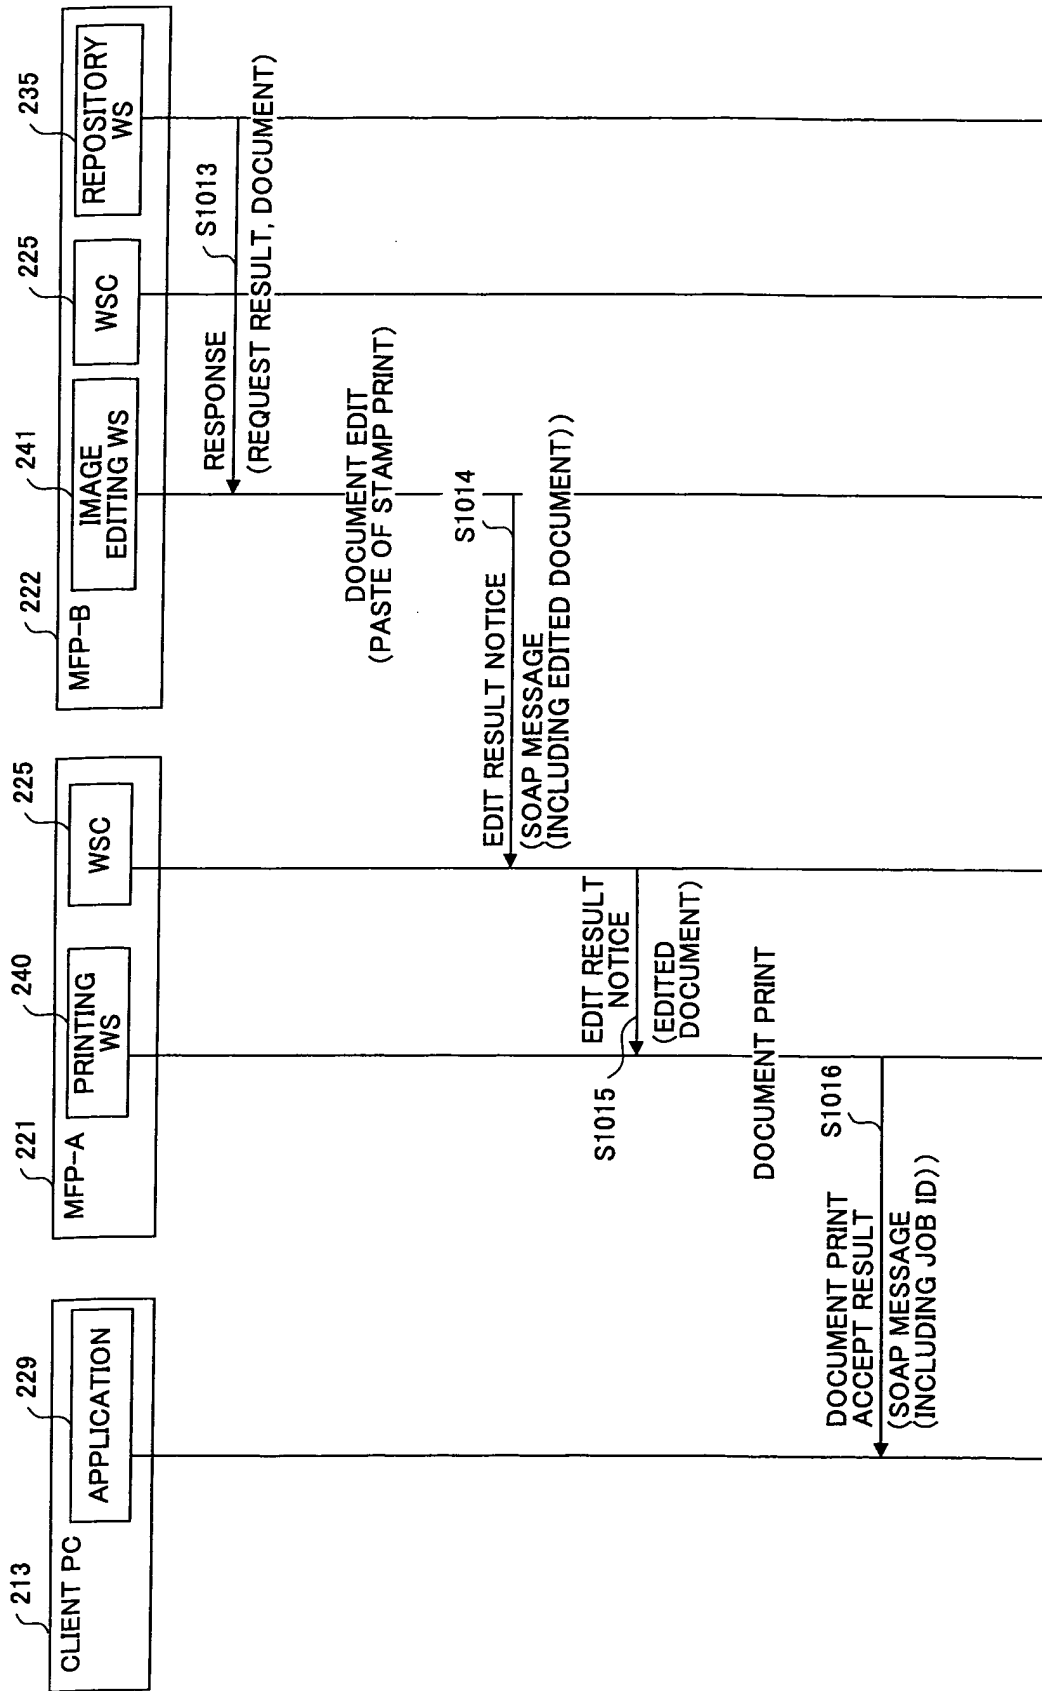 213
CLIENT PC
229
APPLICATION
221
MFP-A
240
PRINTING
WS
225
WSC
222
MFP-B
241
IMAGE
EDITING WS
225
WSC
235
REPOSITORY
WS
RESPONSE
S1013
(REQUEST RESULT, DOCUMENT)
DOCUMENT EDIT
(PASTE OF STAMP PRINT)
S1014
EDIT RESULT NOTICE
(SOAP MESSAGE
(INCLUDING EDITED DOCUMENT))
EDIT RESULT
NOTICE
S1015
(EDITED
DOCUMENT)
DOCUMENT PRINT
S1016
DOCUMENT PRINT
ACCEPT RESULT
(SOAP MESSAGE
(INCLUDING JOB ID))